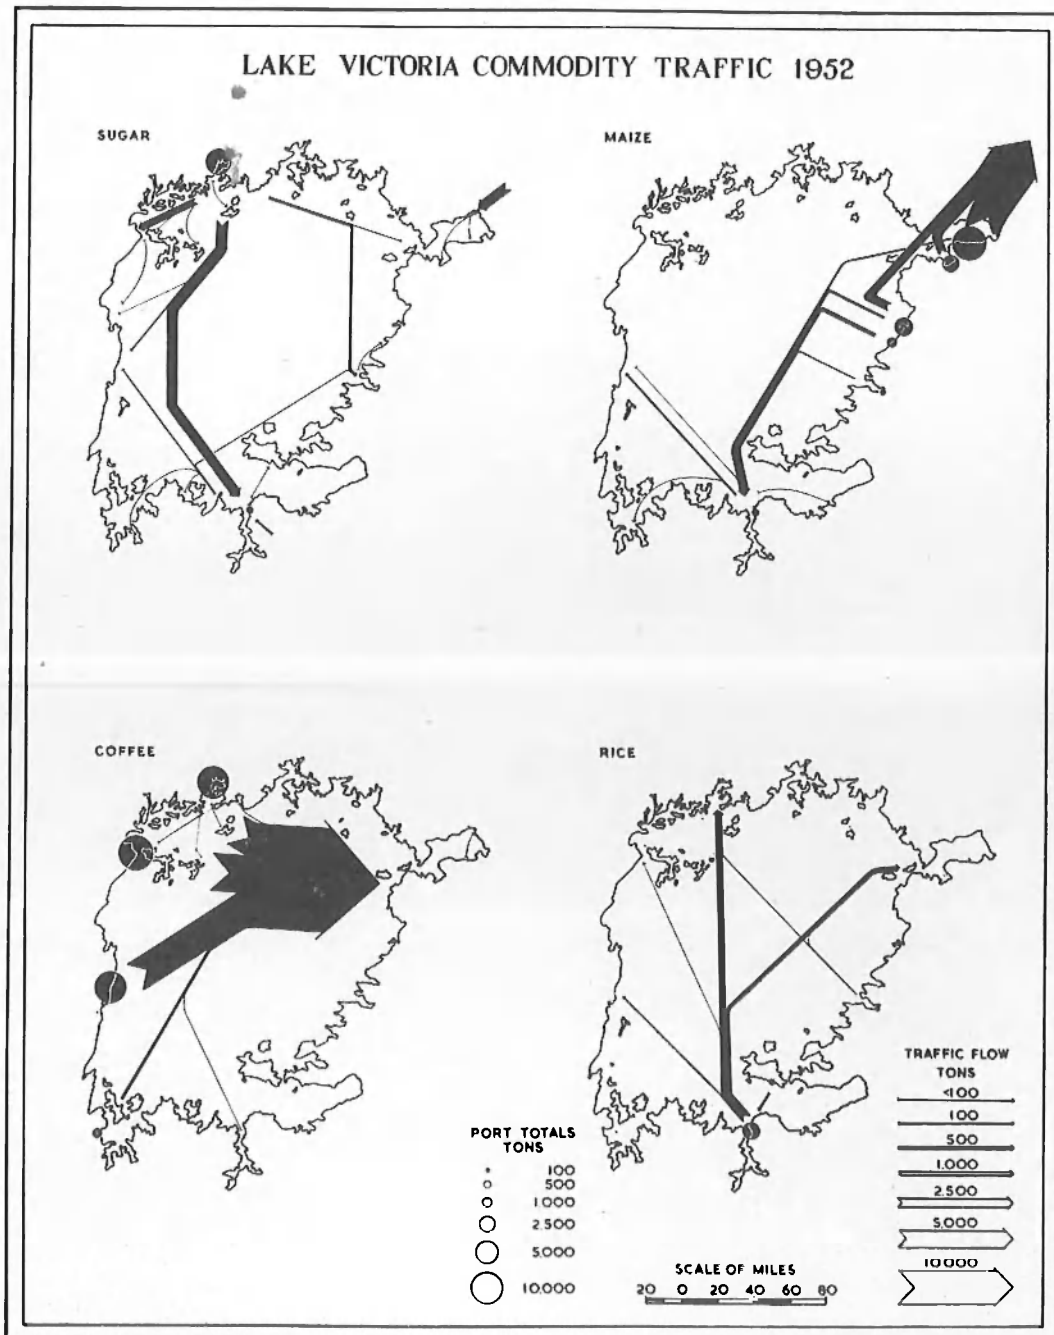 LAKE VICTORIA COMMODITY TRAFFIC 1952
SUGAR
MAIZE
COFFEE
RICE
PORT TOTALS
TONS
100
500
1000
2.500
5.000
10,000
SCALE OF MILES
20 0 20 40 60 80
TRAFFIC FLOW
TONS
<100
100
500
1.000
2.500
5,000
10 000